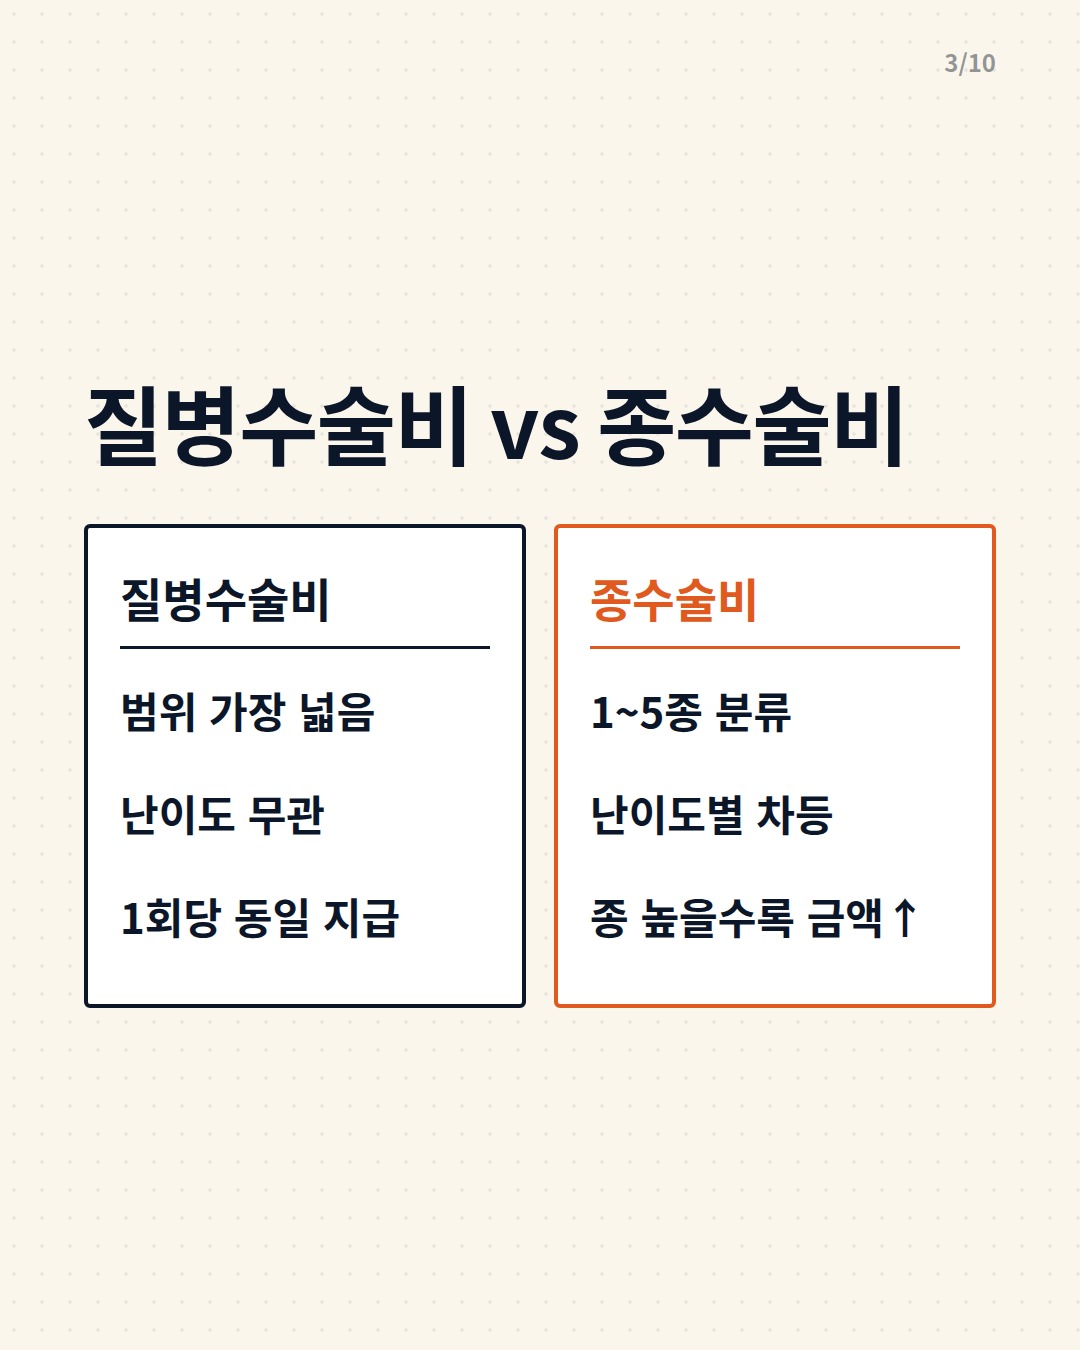 3/10
질병수술비 vs 종수술비
질병수술비
범위 가장 넓음
난이도 무관
1회당 동일 지급
종수술비
1~5종 분류
난이도별 차등
종 높을수록 금액↑